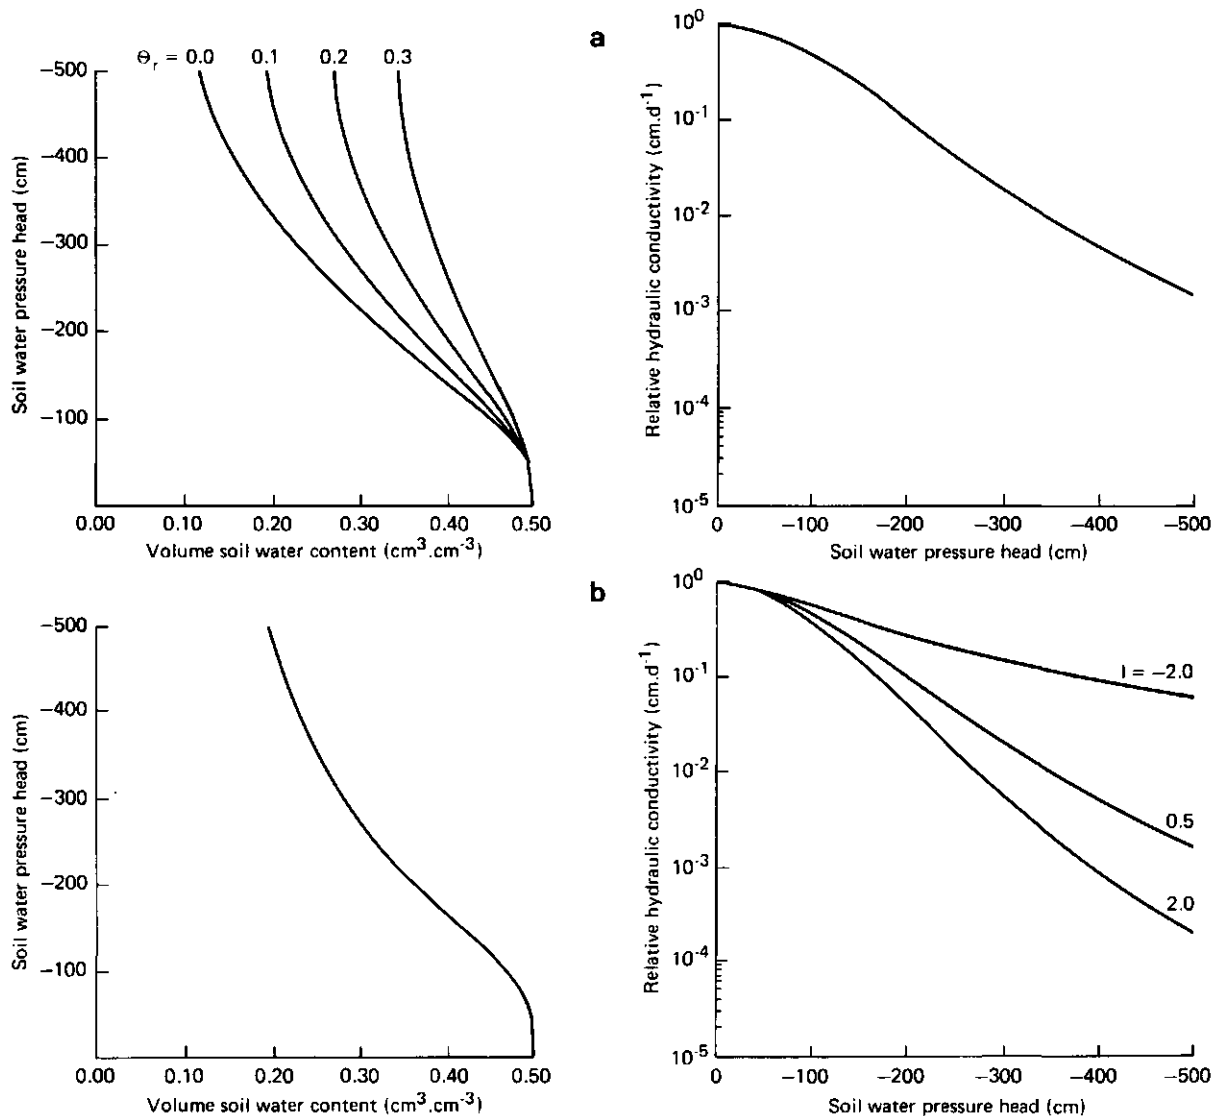 a
Θr = 0.0 0.1 0.2 0.3
Soil water pressure head (cm)
−500
−400
−300
−200
−100
0.00 0.10 0.20 0.30 0.40 0.50
Volume soil water content (cm³.cm⁻³)
Relative hydraulic conductivity (cm.d⁻¹)
10⁰
10⁻¹
10⁻²
10⁻³
10⁻⁴
10⁻⁵
0 −100 −200 −300 −400 −500
Soil water pressure head (cm)
b
Soil water pressure head (cm)
−500
−400
−300
−200
−100
0.00 0.10 0.20 0.30 0.40 0.50
Volume soil water content (cm³.cm⁻³)
Relative hydraulic conductivity (cm.d⁻¹)
10⁰
10⁻¹
10⁻²
10⁻³
10⁻⁴
10⁻⁵
l = −2.0
0.5
2.0
0 −100 −200 −300 −400 −500
Soil water pressure head (cm)